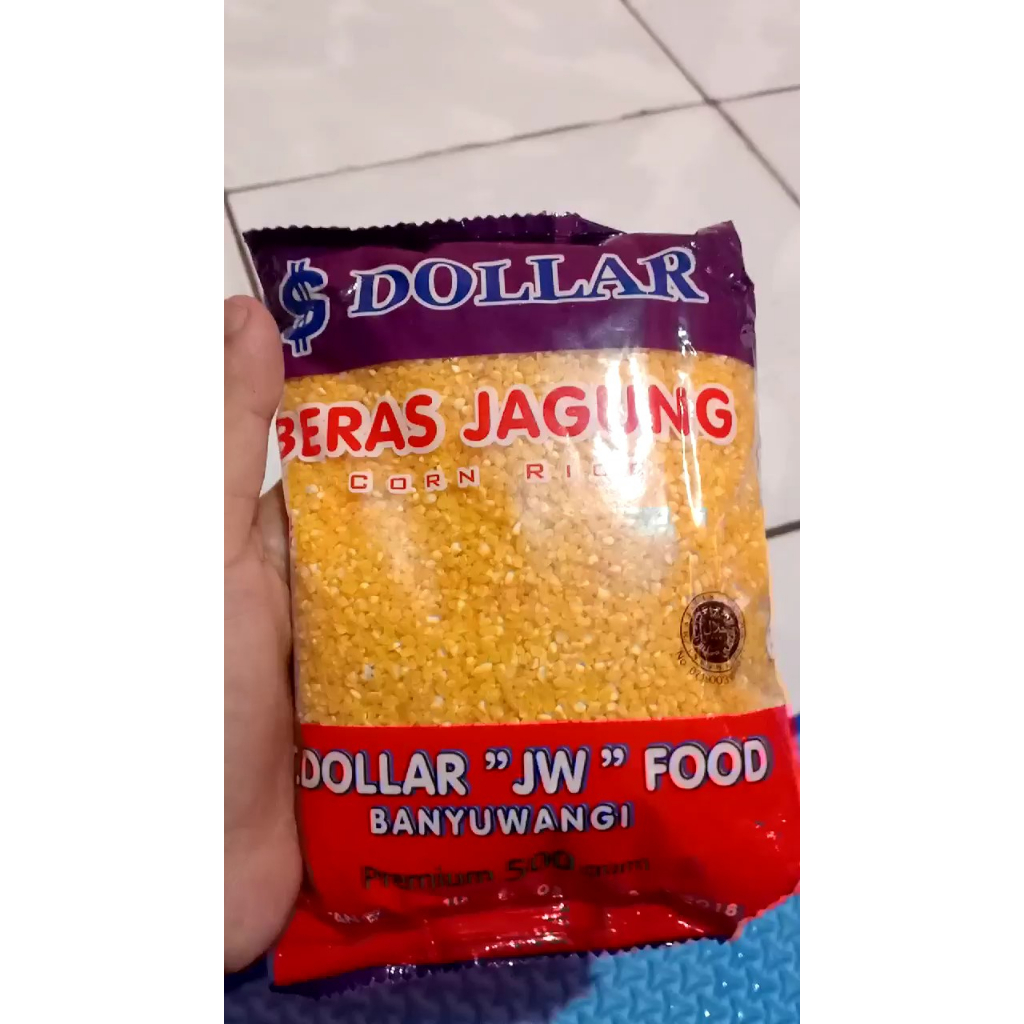 $ DOLLAR
BERAS JAGUNG
CORN RICE
.DOLLAR "JW" FOOD
BANYUWANGI
Premium 500 gram